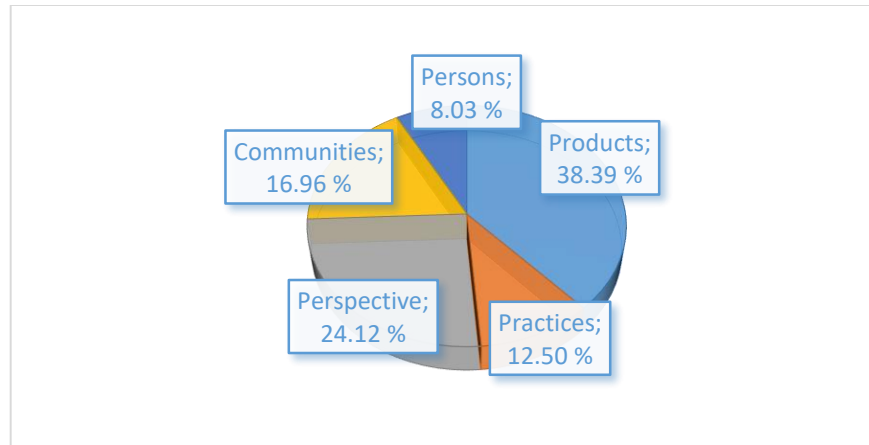 Persons;
8.03 %
Products;
38.39 %
Communities;
16.96 %
Perspective;
24.12 %
Practices;
12.50 %